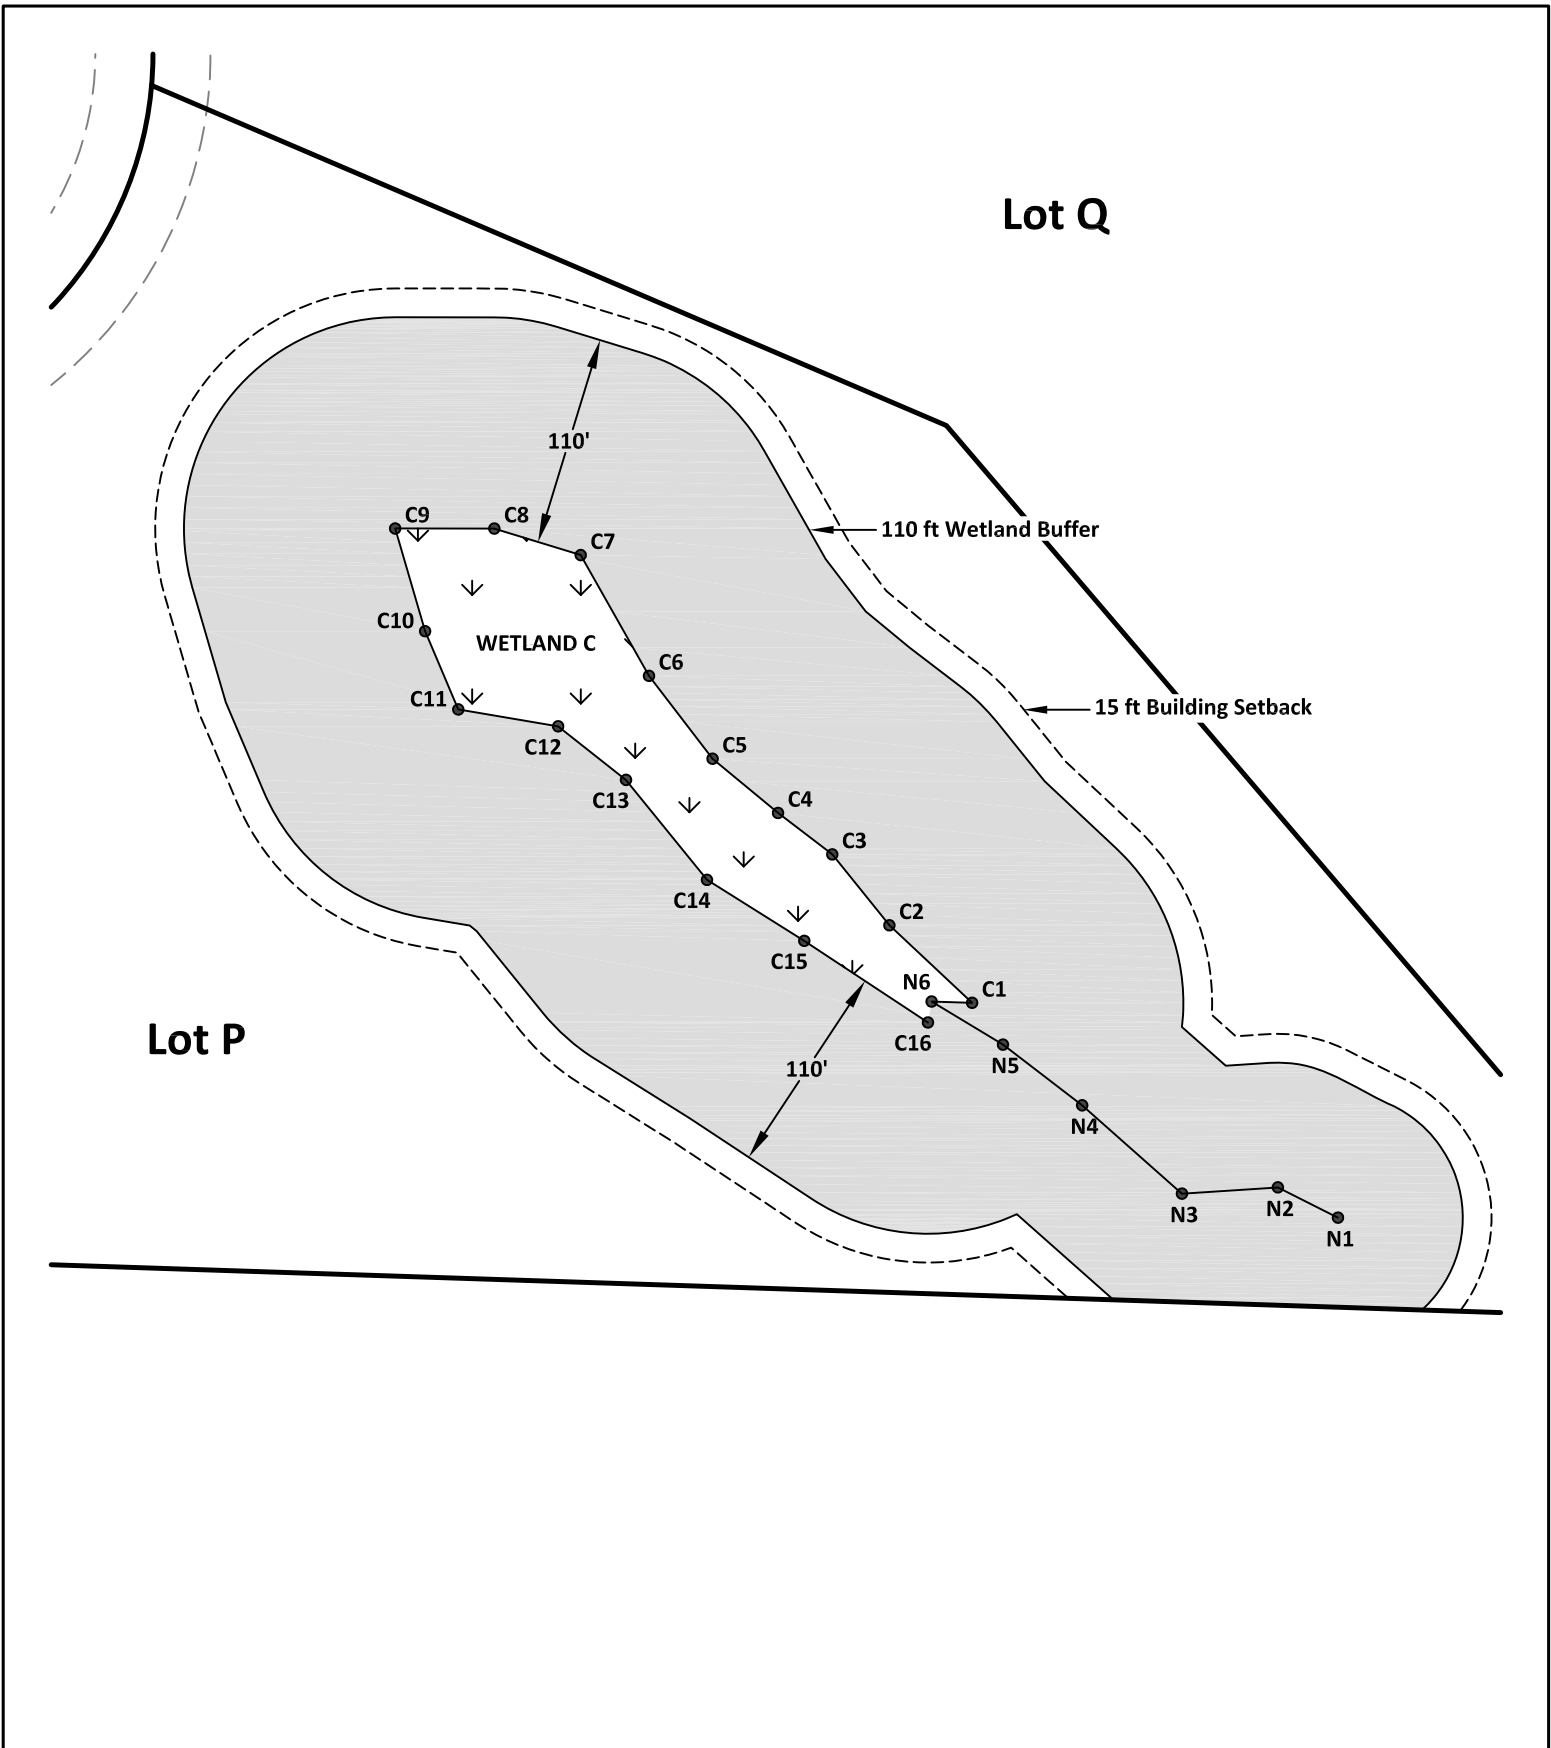 Lot Q
110'
C9
C8
110 ft Wetland Buffer
C7
C10
WETLAND C
C6
C11
15 ft Building Setback
C12
C5
C13
C4
C3
C14
C2
C15
N6
C1
C16
Lot P
N5
110'
N4
N3
N2
N1